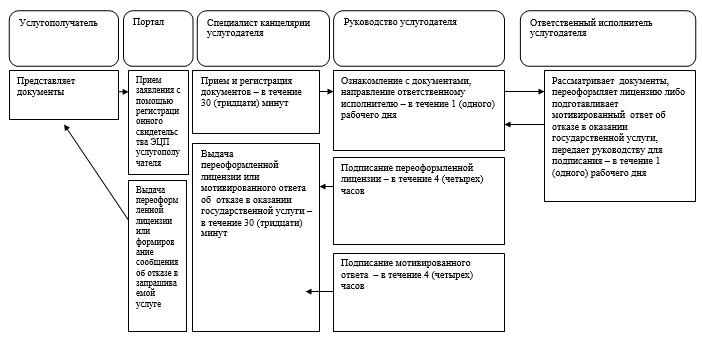 Услугополучатель
Портал
Специалист канцелярии
услугодателя
Руководство услугодателя
Ответственный исполнитель
услугодателя
Представляет
документы
Прием
заявления с
помощью
регистраци
онного
свидетельс
тва ЭЦП
услугополу
чателя
Выдача
переоформ
ленной
лицензии
или
формиров
ание
сообщения
об отказе в
запрашива
емой
услуге
Прием и регистрация
документов – в течение
30 (тридцати) минут
Выдача
переоформленной
лицензии или
мотивированного ответа
об отказе в оказании
государственной услуги –
в течение 30 (тридцати)
минут
Ознакомление с документами,
направление ответственному
исполнителю – в течение 1 (одного)
рабочего дня
Подписание переоформленной
лицензии – в течение 4 (четырех)
часов
Подписание мотивированного
ответа – в течение 4 (четырех)
часов
Рассматривает документы,
переоформляет лицензию либо
подготавливает
мотивированный ответ об
отказе в оказании
государственной услуги,
передает руководству для
подписания – в течение 1
(одного) рабочего дня